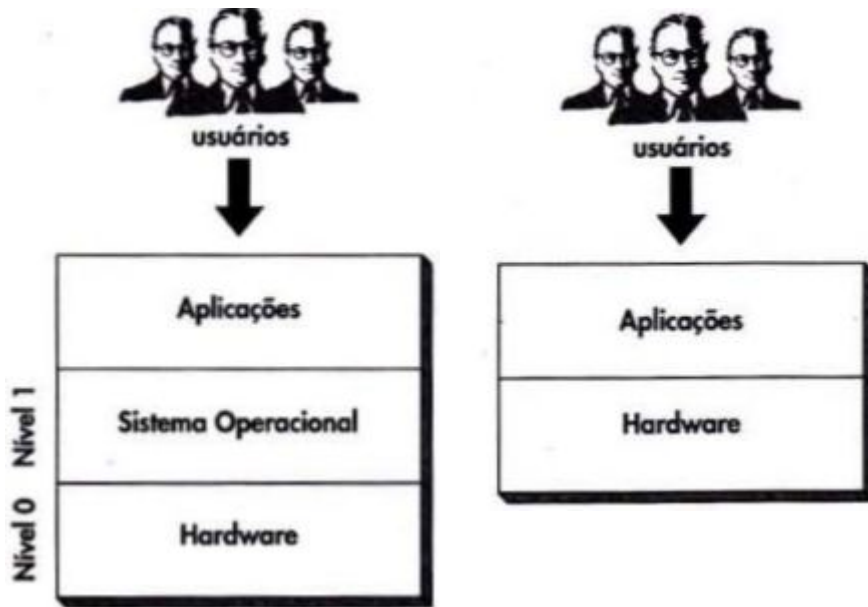 usuários
Aplicações
Sistema Operacional
Hardware
Nível 1
Nível 0
usuários
Aplicações
Hardware